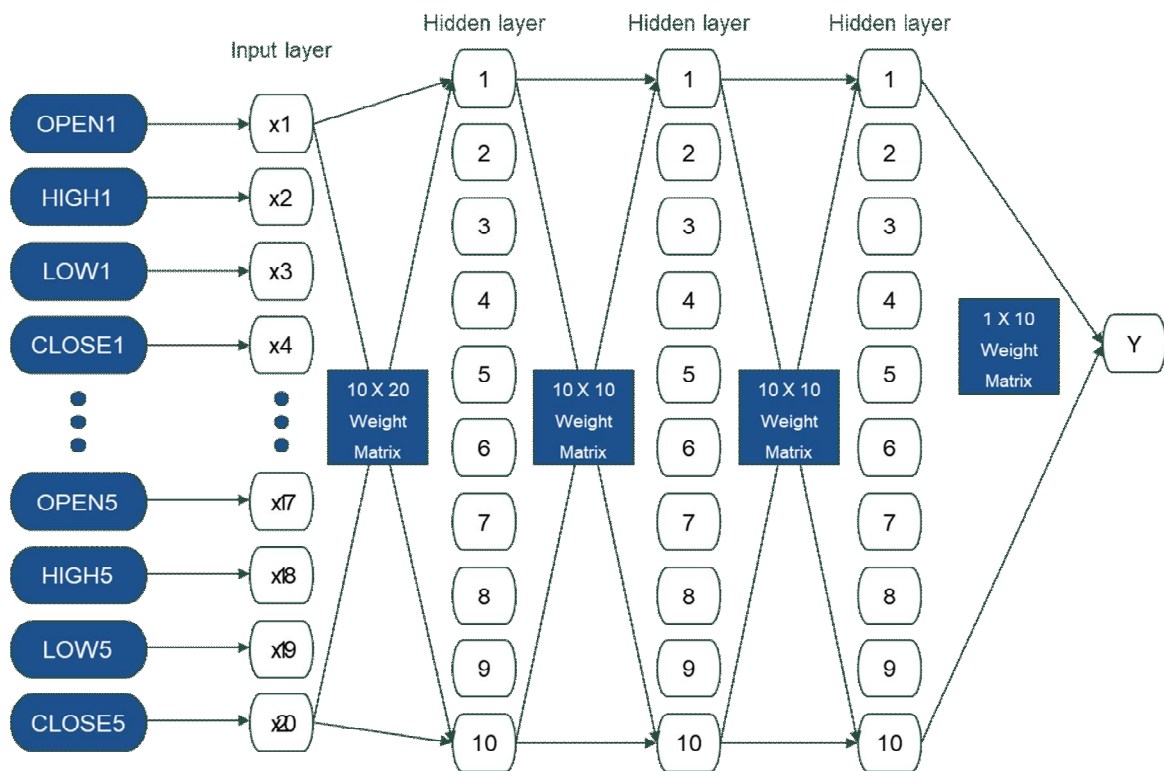 Hidden layer Hidden layer Hidden layer
Input layer
OPEN1 x1 1 1 1
HIGH1 x2 2 2 2
LOW1 x3 3 3 3
CLOSE1 x4 4 4 4
1 X 10
Weight
Matrix
Y
5 5 5
10 X 20
Weight
Matrix
10 X 10
Weight
Matrix
10 X 10
Weight
Matrix
6 6 6
OPEN5 x17 7 7 7
HIGH5 x18 8 8 8
LOW5 x19 9 9 9
CLOSE5 x20 10 10 10